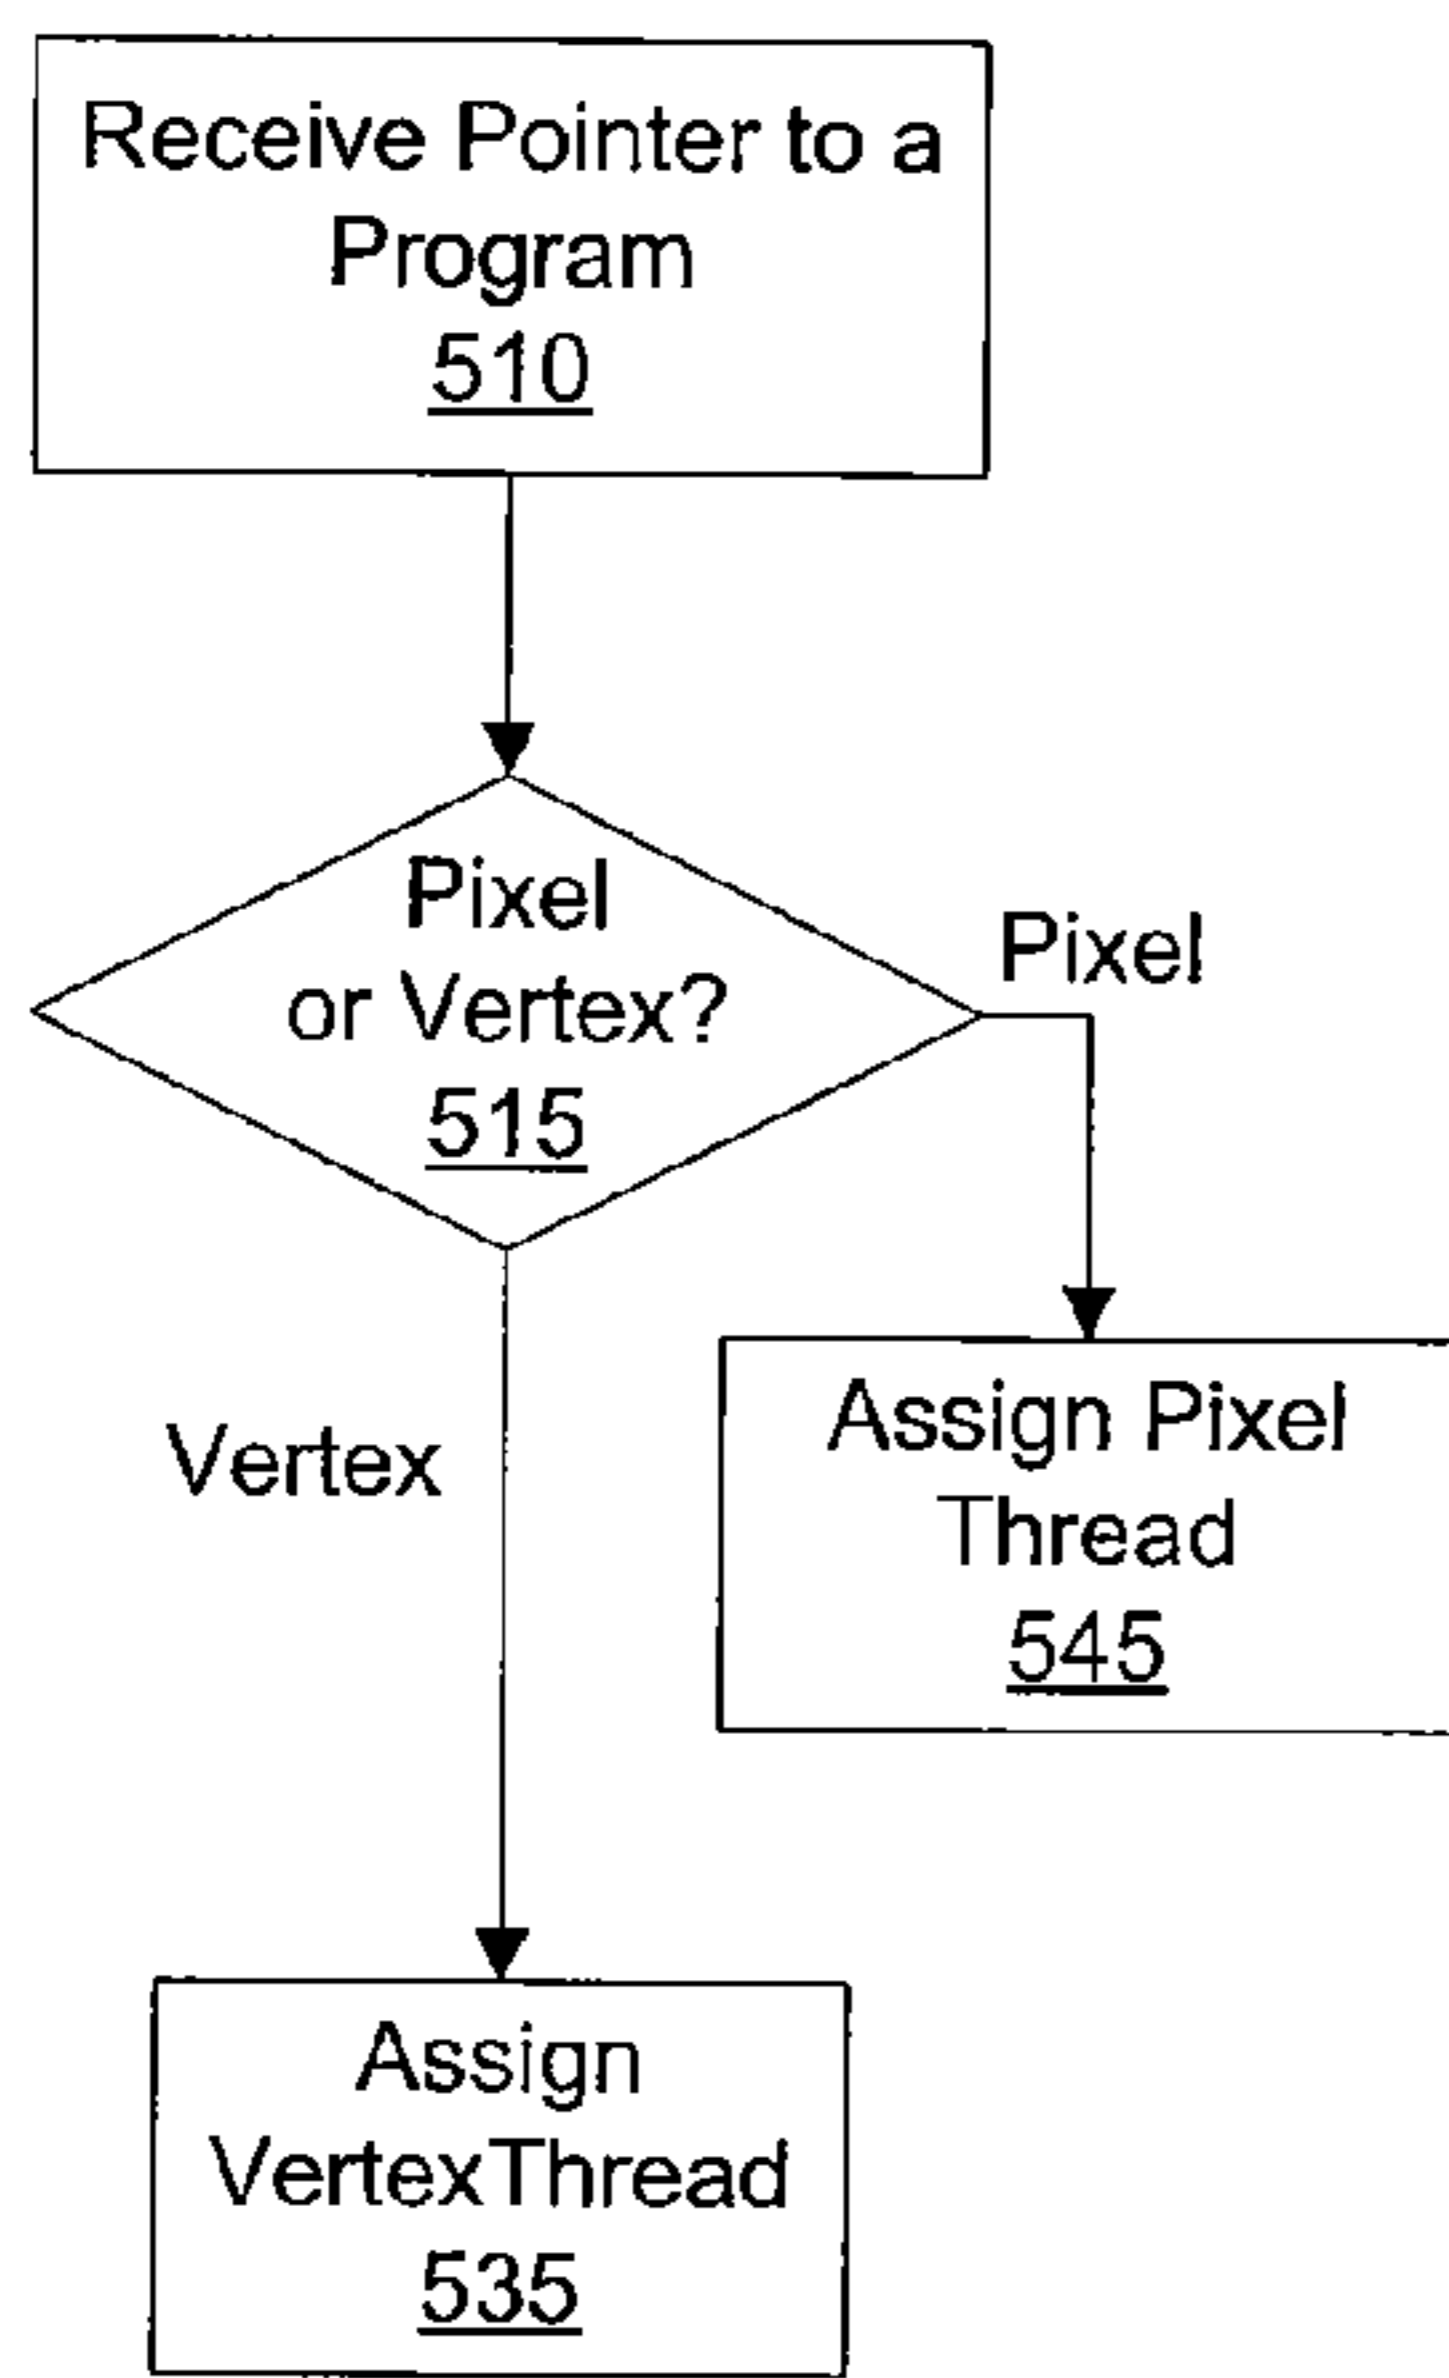 Receive Pointer to a
Program
510
Pixel
or Vertex?
515
Pixel
Vertex
Assign Pixel
Thread
545
Assign
VertexThread
535